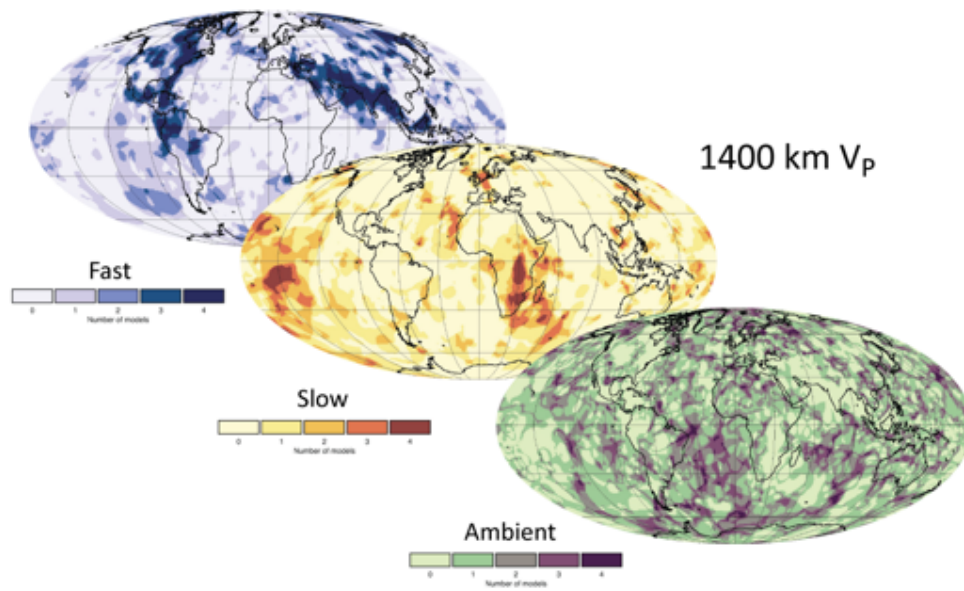 1400 km VP
Fast
0 1 2 3 4
Number of models
Slow
0 1 2 3 4
Number of models
Ambient
0 1 2 3 4
Number of models